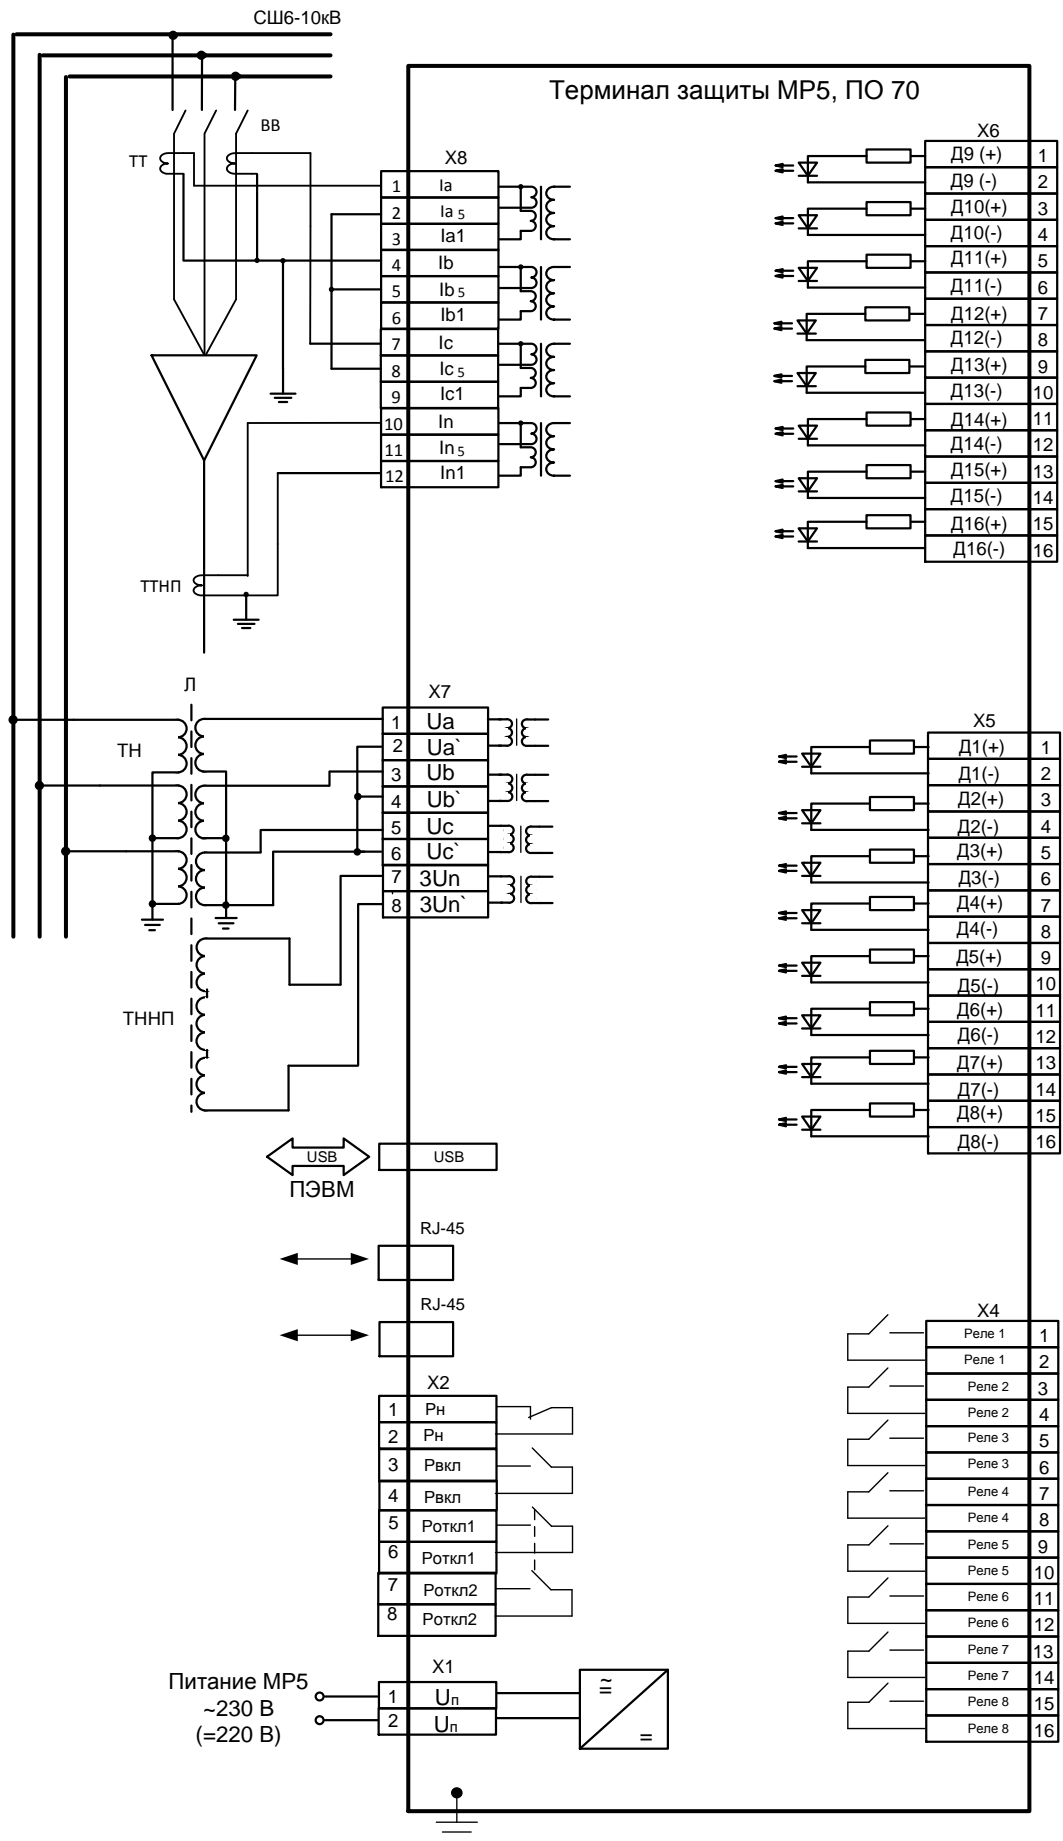 СШ6-10кВ
Терминал защиты МР5, ПО 70
ВВ
ТТ
X8
1 Ia
2 Ia 5
3 Ia1
4 Ib
5 Ib 5
6 Ib1
7 Ic
8 Ic 5
9 Ic1
10 In
11 In 5
12 In1
ТТНП
X6
Д9 (+) 1
Д9 (-) 2
Д10(+) 3
Д10(-) 4
Д11(+) 5
Д11(-) 6
Д12(+) 7
Д12(-) 8
Д13(+) 9
Д13(-) 10
Д14(+) 11
Д14(-) 12
Д15(+) 13
Д15(-) 14
Д16(+) 15
Д16(-) 16
Л
ТН
X7
1 Ua
2 Ua`
3 Ub
4 Ub`
5 Uc
6 Uc`
7 3Un
8 3Un`
ТННП
X5
Д1(+) 1
Д1(-) 2
Д2(+) 3
Д2(-) 4
Д3(+) 5
Д3(-) 6
Д4(+) 7
Д4(-) 8
Д5(+) 9
Д5(-) 10
Д6(+) 11
Д6(-) 12
Д7(+) 13
Д7(-) 14
Д8(+) 15
Д8(-) 16
USB USB
ПЭВМ
RJ-45
RJ-45
X2
1 Рн
2 Рн
3 Рвкл
4 Рвкл
5 Роткл1
6 Роткл1
7 Роткл2
8 Роткл2
X4
Реле 1 1
Реле 1 2
Реле 2 3
Реле 2 4
Реле 3 5
Реле 3 6
Реле 4 7
Реле 4 8
Реле 5 9
Реле 5 10
Реле 6 11
Реле 6 12
Реле 7 13
Реле 7 14
Реле 8 15
Реле 8 16
X1
Питание МР5
~230 В
(=220 В)
1 Uп
2 Uп
≅
=